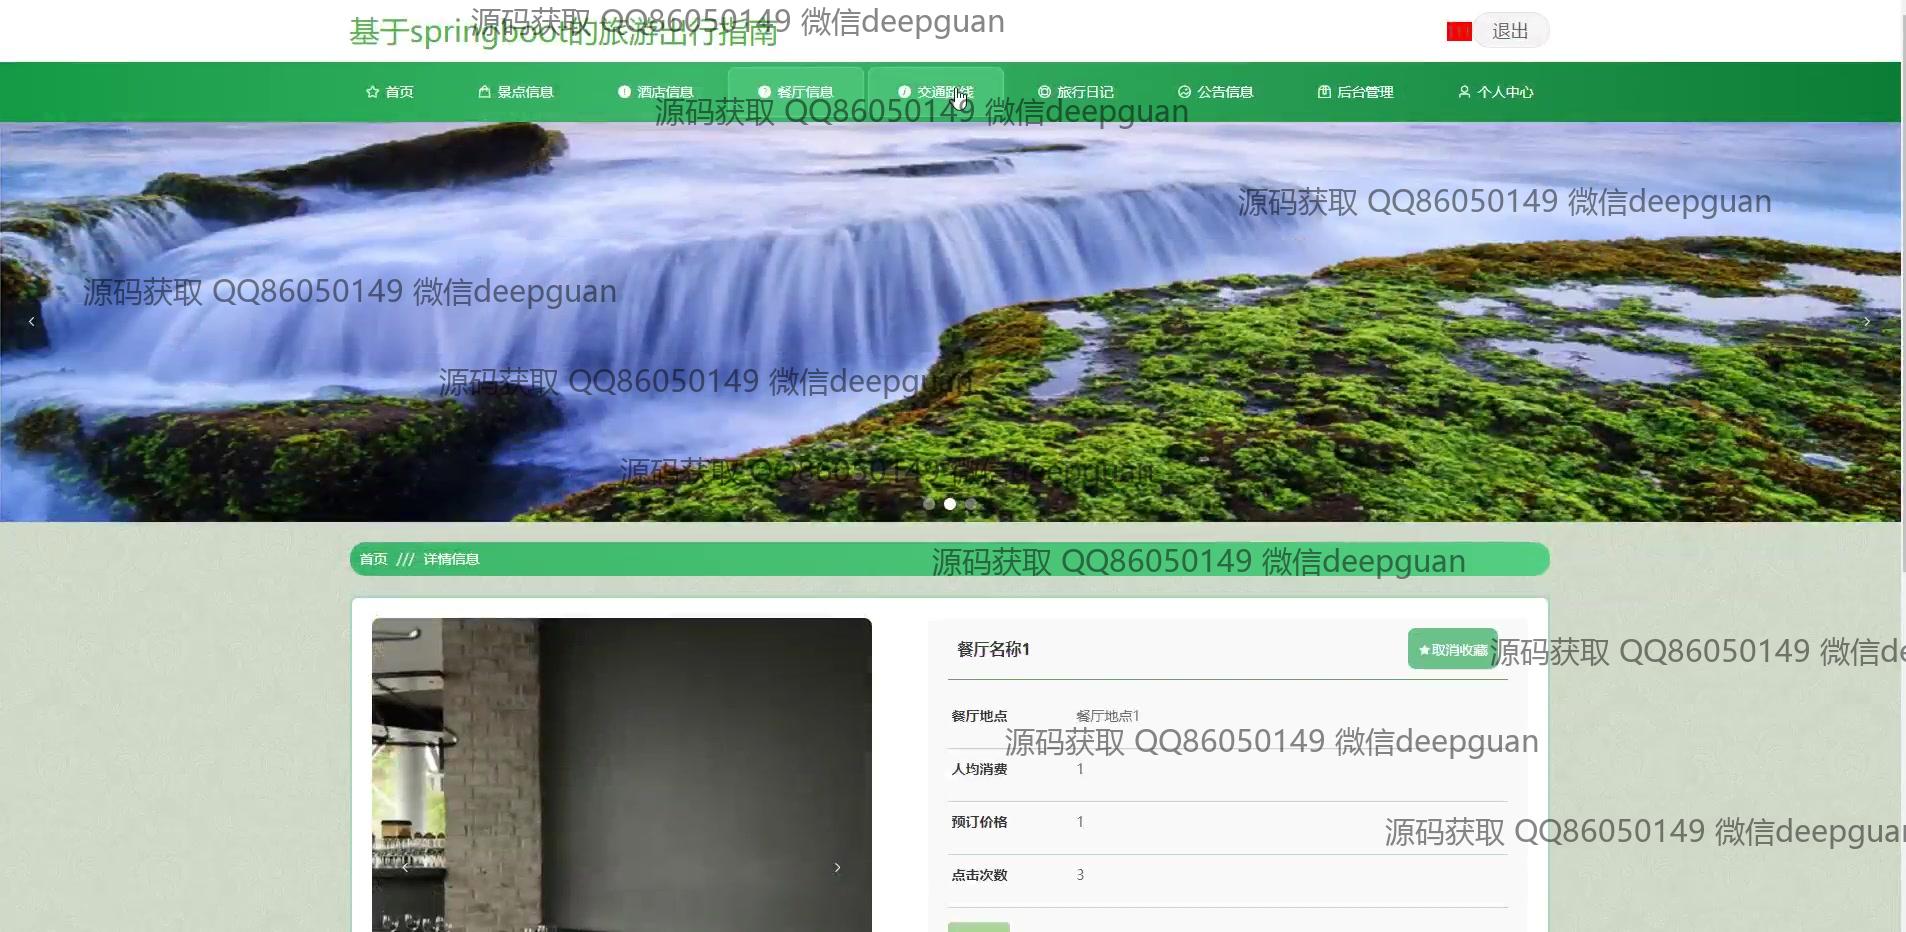 基于springboot的旅游出行指南
源码获取 QQ86050149 微信deepguan
退出
首页 景点信息 酒店信息 餐厅信息 交通路线 旅行日记 公告信息 后台管理 个人中心
源码获取 QQ86050149 微信deepguan
源码获取 QQ86050149 微信deepguan
源码获取 QQ86050149 微信deepguan
源码获取 QQ86050149 微信deepguan
源码获取 QQ86050149 微信deepguan
首页 /// 详情信息
源码获取 QQ86050149 微信deepguan
餐厅名称1
★取消收藏
源码获取 QQ86050149 微信de
餐厅地点 餐厅地点1
源码获取 QQ86050149 微信deepguan
人均消费 1
预订价格 1
源码获取 QQ86050149 微信deepguan
点击次数 3